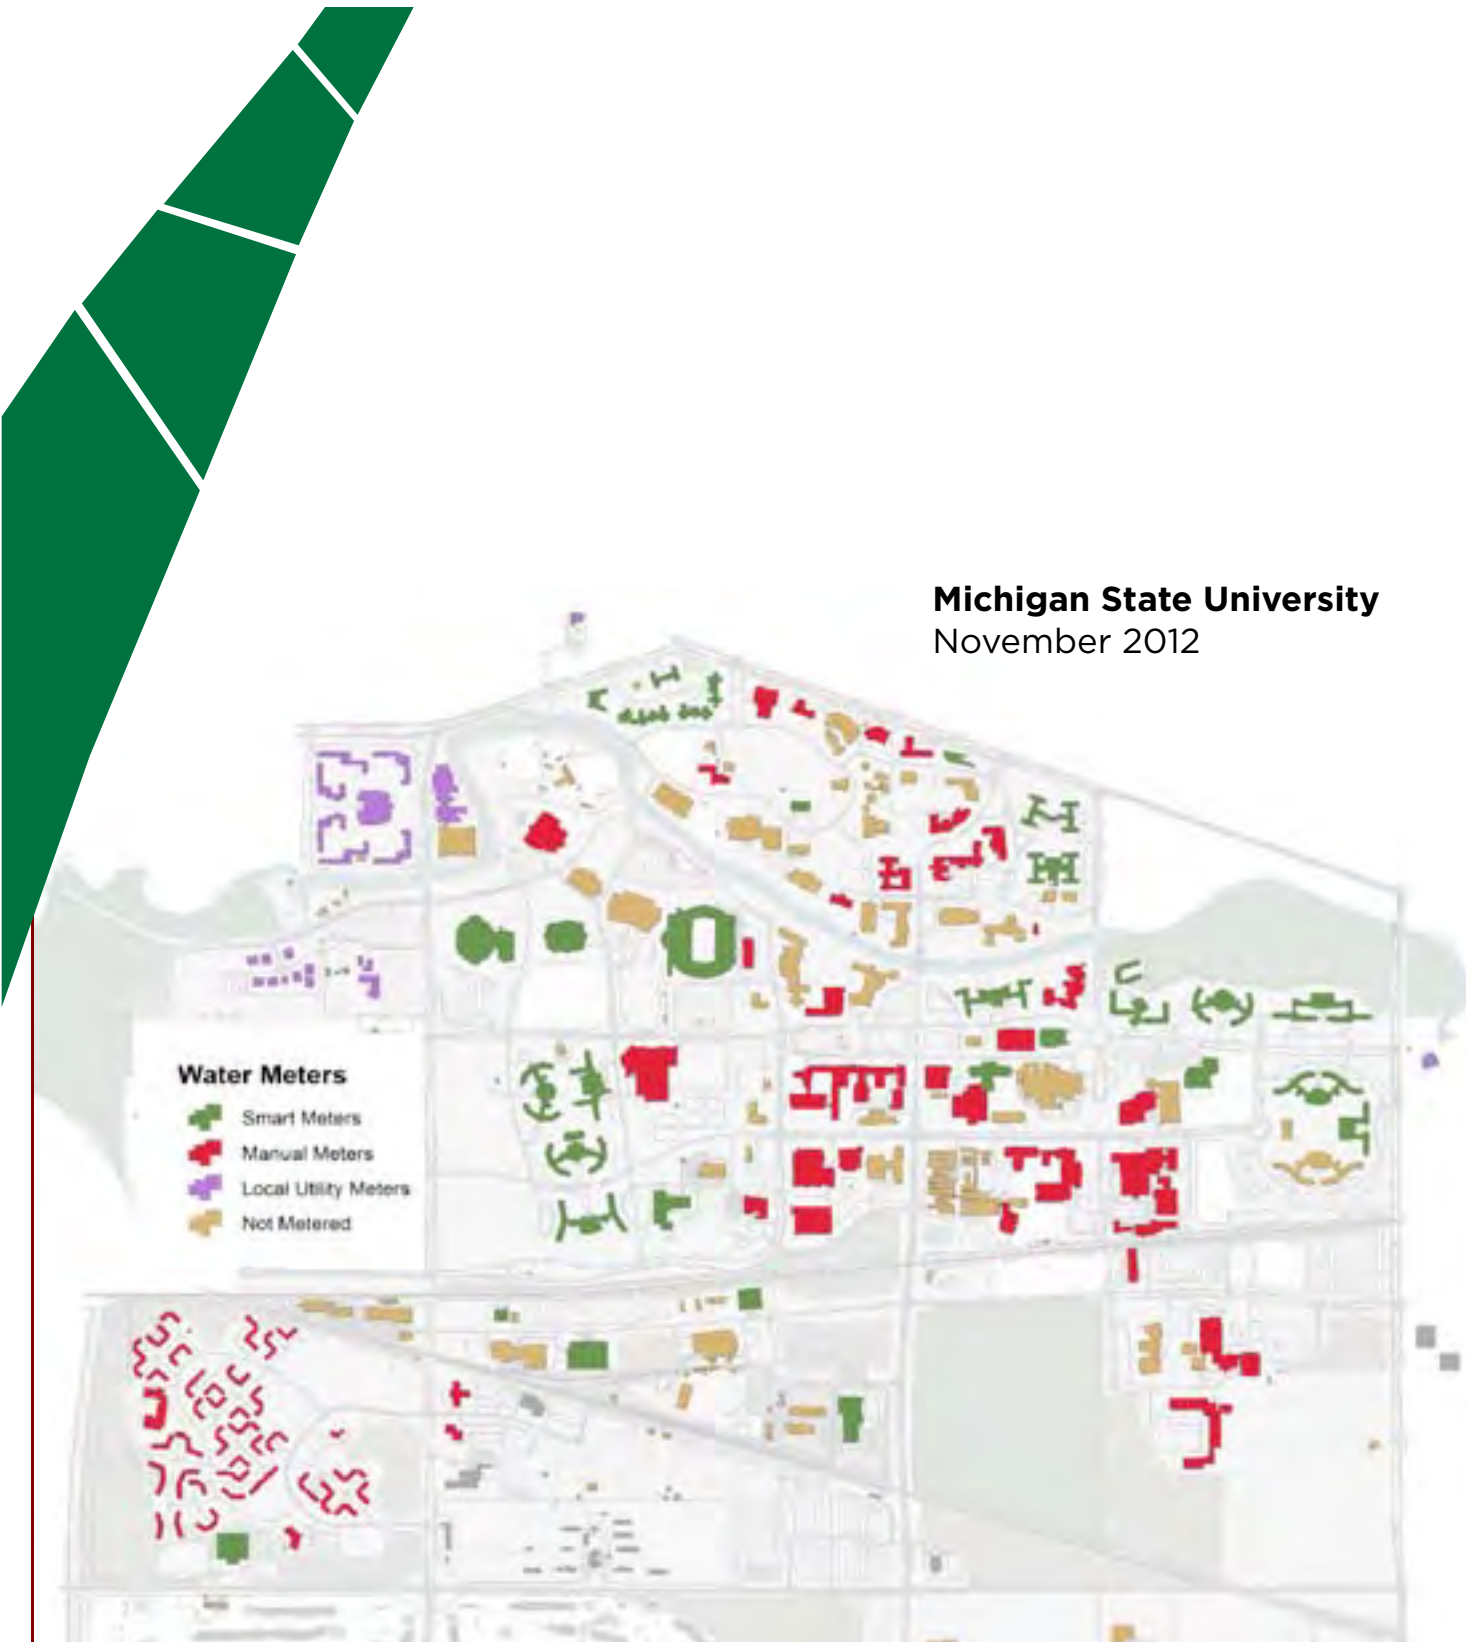 Michigan State University
November 2012
Water Meters
Smart Meters
Manual Meters
Local Utility Meters
Not Metered